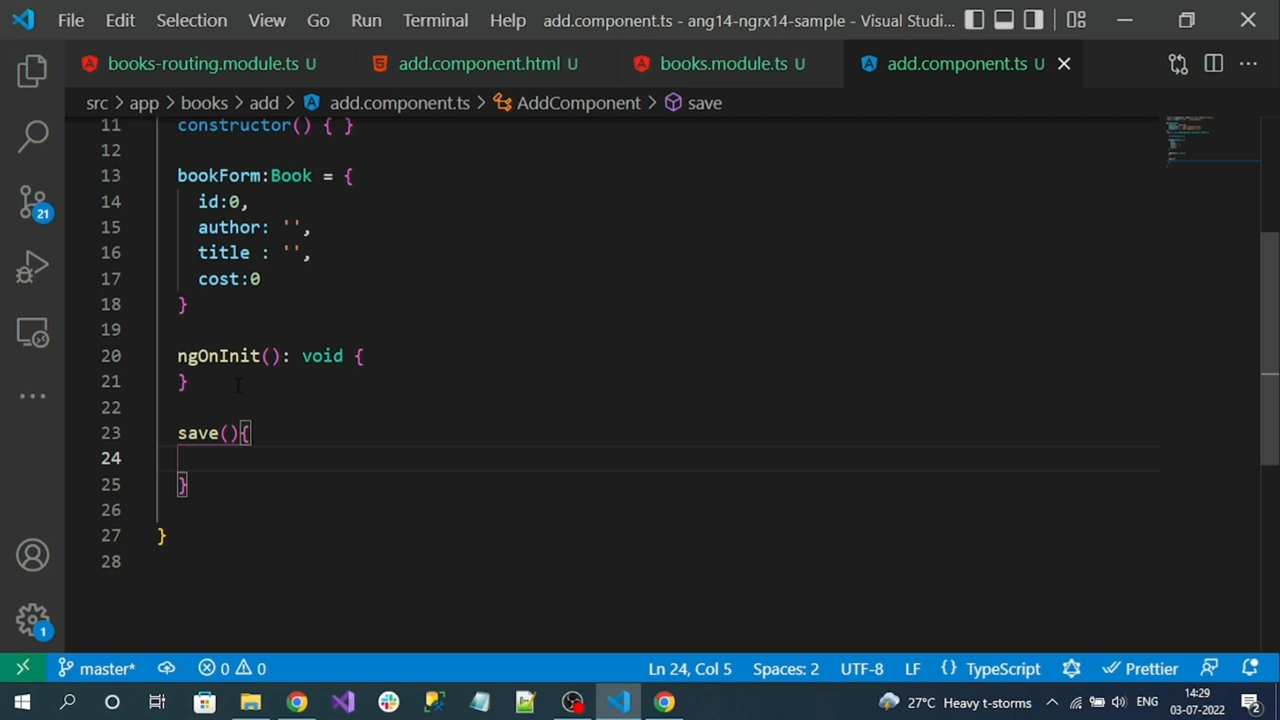 File Edit Selection View Go Run Terminal Help add.component.ts - ang14-ngrx14-sample - Visual Studi...
books-routing.module.ts U add.component.html U books.module.ts U add.component.ts U
src > app > books > add > add.component.ts > AddComponent > save
11 constructor() { }
12
13 bookForm:Book = {
14 id:0,
15 author: '',
16 title : '',
17 cost:0
18 }
19
20 ngOnInit(): void {
21 }
22
23 save(){
24
25 }
26
27 }
28
21
1
master* 0 0 Ln 24, Col 5 Spaces: 2 UTF-8 LF {} TypeScript Prettier
27°C Heavy t-storms ENG 14:29
03-07-2022 2